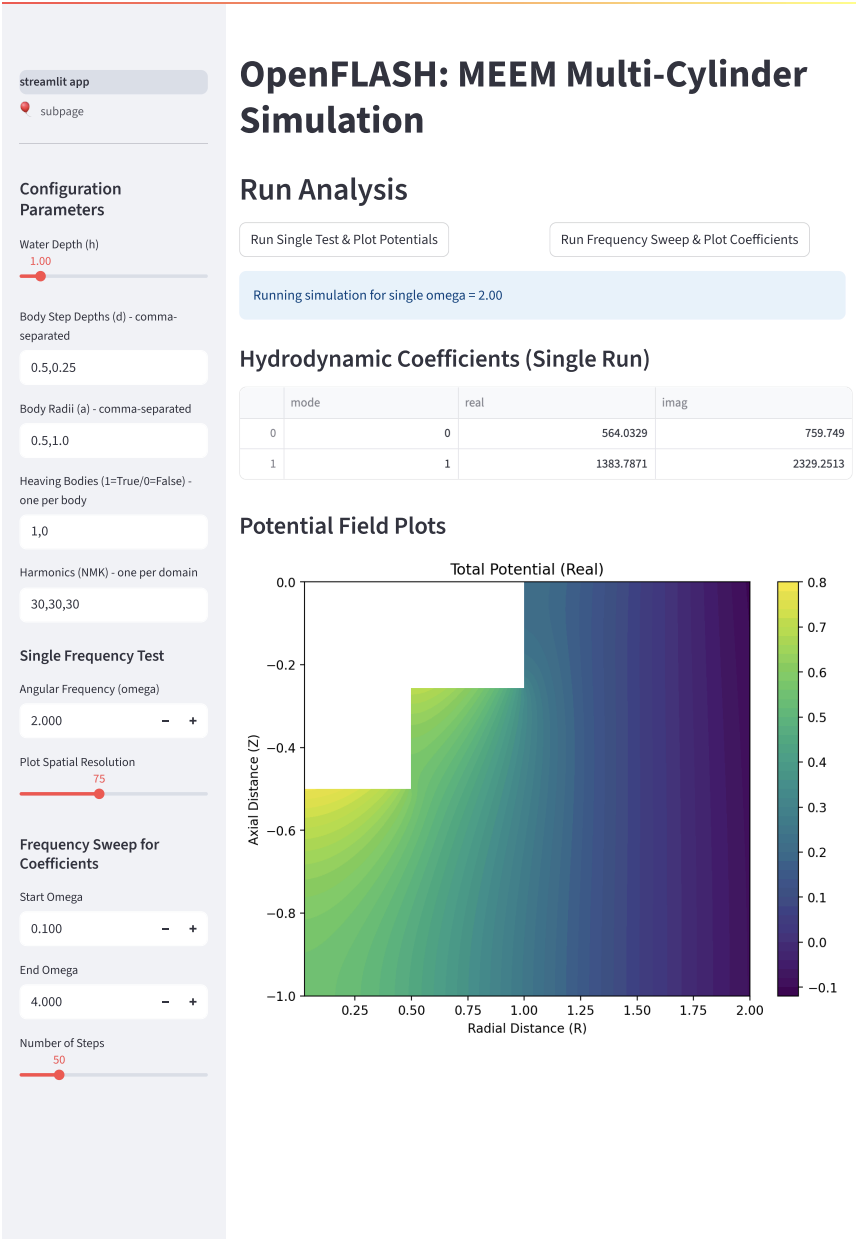 streamlit app
subpage
Configuration
Parameters
Water Depth (h)
1.00
Body Step Depths (d) - comma-
separated
0.5,0.25
Body Radii (a) - comma-separated
0.5,1.0
Heaving Bodies (1=True/0=False) -
one per body
1,0
Harmonics (NMK) - one per domain
30,30,30
Single Frequency Test
Angular Frequency (omega)
2.000
Plot Spatial Resolution
75
Frequency Sweep for
Coefficients
Start Omega
0.100
End Omega
4.000
Number of Steps
50
OpenFLASH: MEEM Multi-Cylinder
Simulation
Run Analysis
Run Single Test & Plot Potentials
Run Frequency Sweep & Plot Coefficients
Running simulation for single omega = 2.00
Hydrodynamic Coefficients (Single Run)
mode real imag
0 0 564.0329 759.749
1 1 1383.7871 2329.2513
Potential Field Plots
Total Potential (Real)
Axial Distance (Z)
0.0
−0.2
−0.4
−0.6
−0.8
−1.0
0.25 0.50 0.75 1.00 1.25 1.50 1.75 2.00
Radial Distance (R)
0.8
0.7
0.6
0.5
0.4
0.3
0.2
0.1
0.0
−0.1